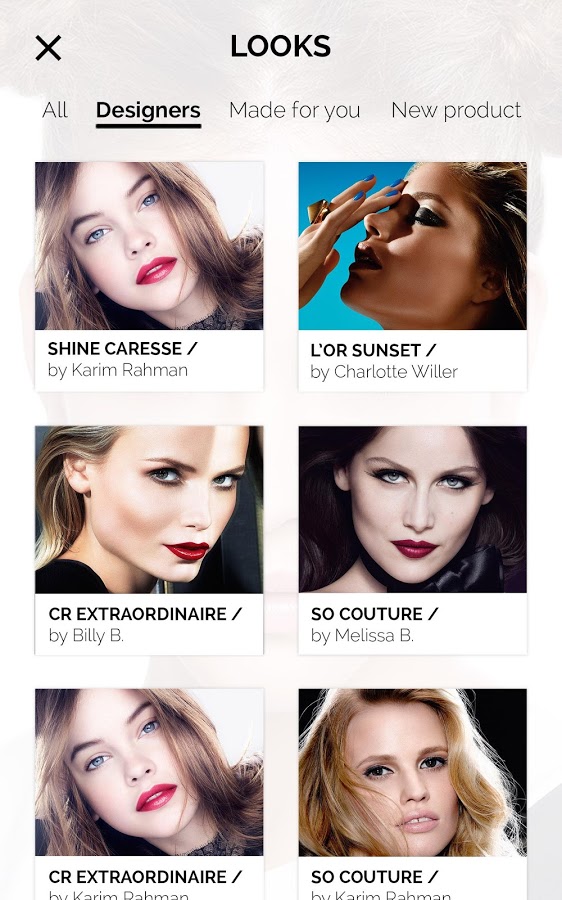 LOOKS
All Designers Made for you New product
SHINE CARESSE /
by Karim Rahman
L'OR SUNSET /
by Charlotte Willer
CR EXTRAORDINAIRE /
by Billy B.
SO COUTURE /
by Melissa B.
CR EXTRAORDINAIRE /
by Karim Rahman
SO COUTURE /
by Karim Rahman